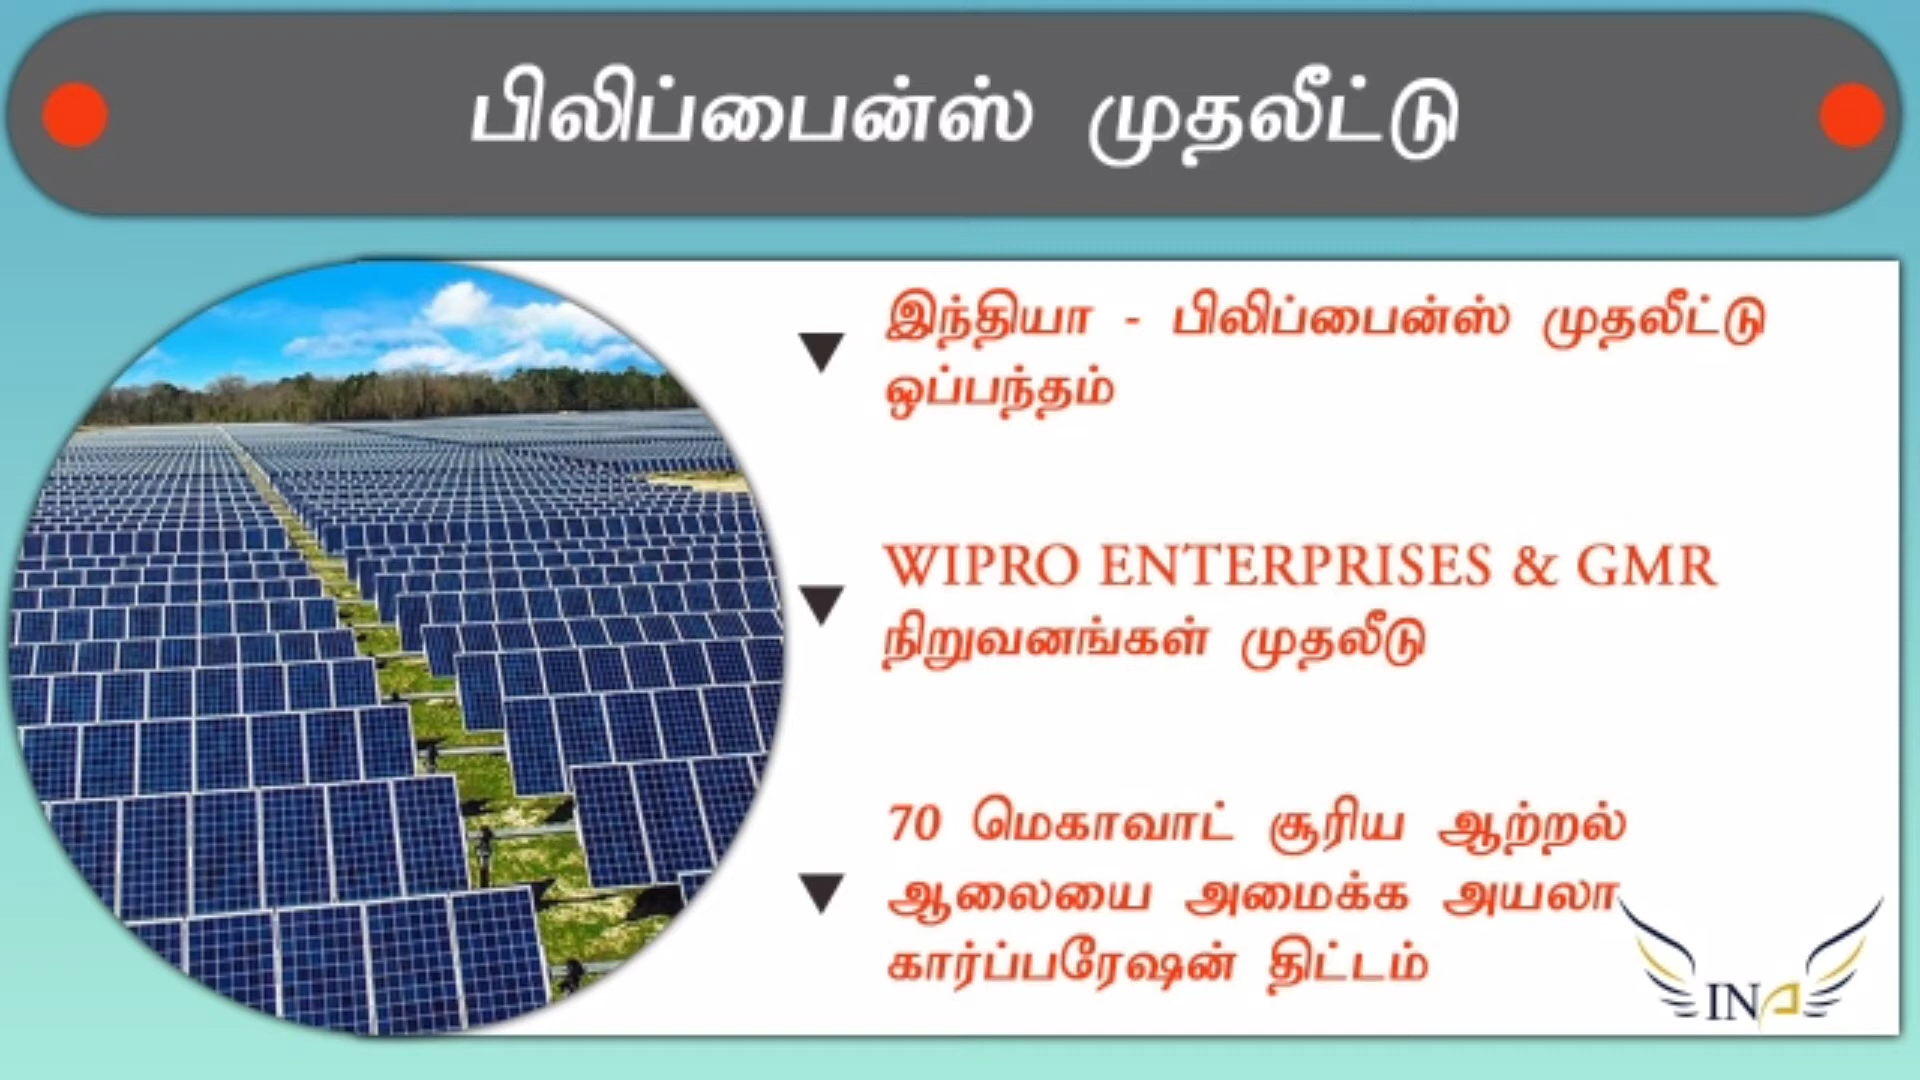 பிலிப்பைன்ஸ் முதலீட்டு
இந்தியா - பிலிப்பைன்ஸ் முதலீட்டு
ஒப்பந்தம்
WIPRO ENTERPRISES & GMR
நிறுவனங்கள் முதலீடு
70 மெகாவாட் சூரிய ஆற்றல்
ஆலையை அமைக்க அயலா
கார்ப்பரேஷன் திட்டம்